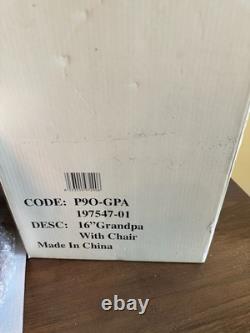 CODE: P9O-GPA
197547-01
DESC: 16"Grandpa
With Chair
Made In China